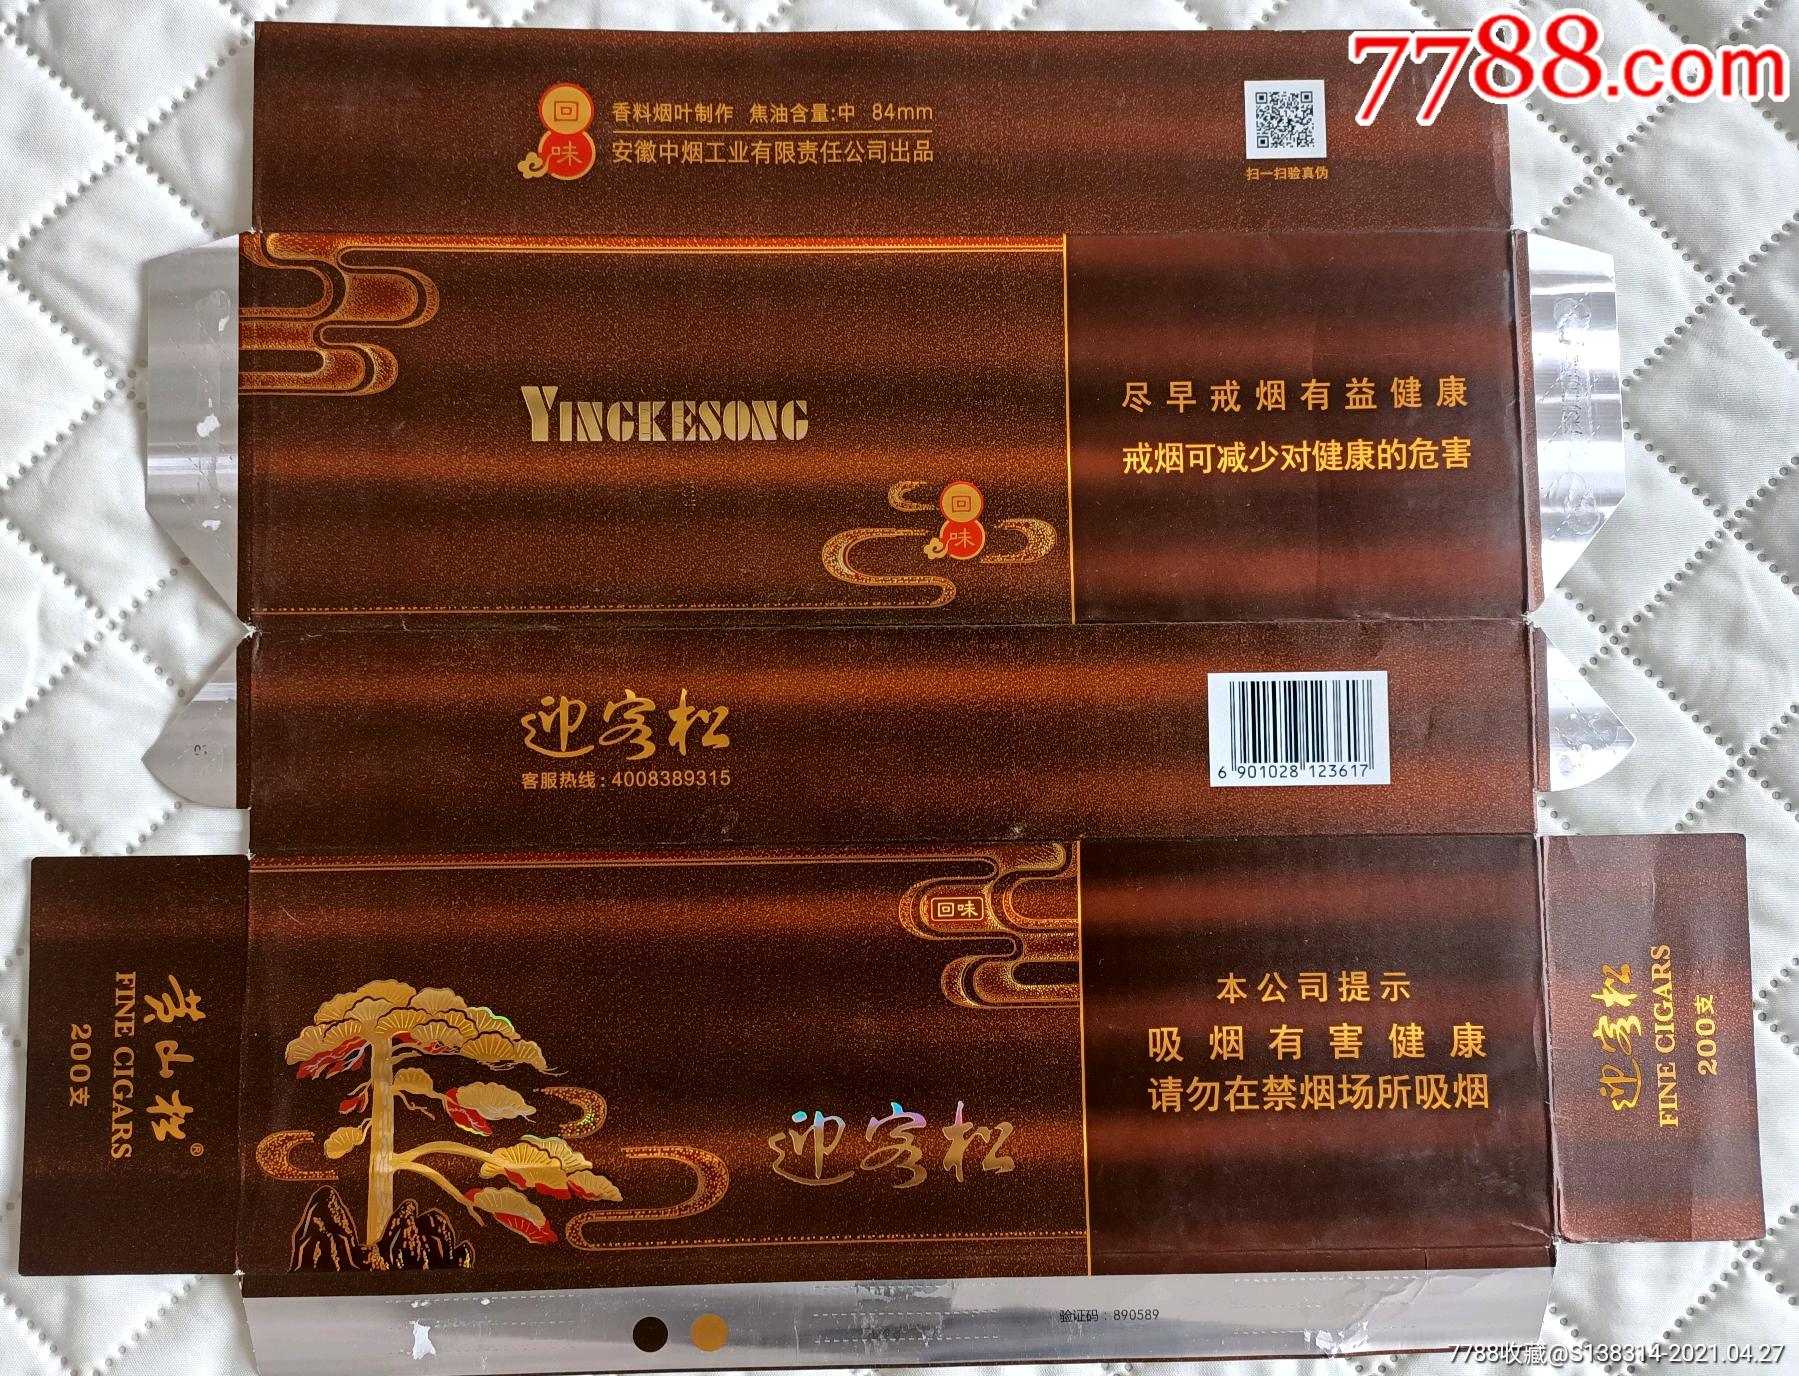 7788.com
回味
香料烟叶制作 焦油含量:中 84mm
安徽中烟工业有限责任公司出品
扫一扫验真伪
YINGKESONG
回味
尽早戒烟有益健康
戒烟可减少对健康的危害
迎客松
客服热线:4008389315
6 901028 123617
01
回味
迎客松
本公司提示
吸烟有害健康
请勿在禁烟场所吸烟
黄山松®
FINE CIGARS
200支
迎客松
FINE CIGARS
200支
验证码:890589
7788收藏@S138314-2021.04.27